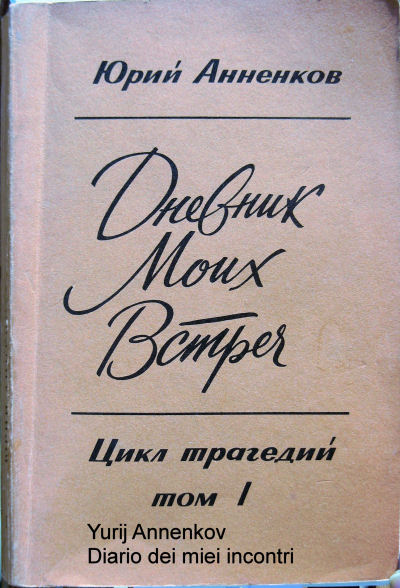 Юрий Анненков
Дневник
Моих
Встреч
Цикл трагедий
том I
Yurij Annenkov
Diario dei miei incontri